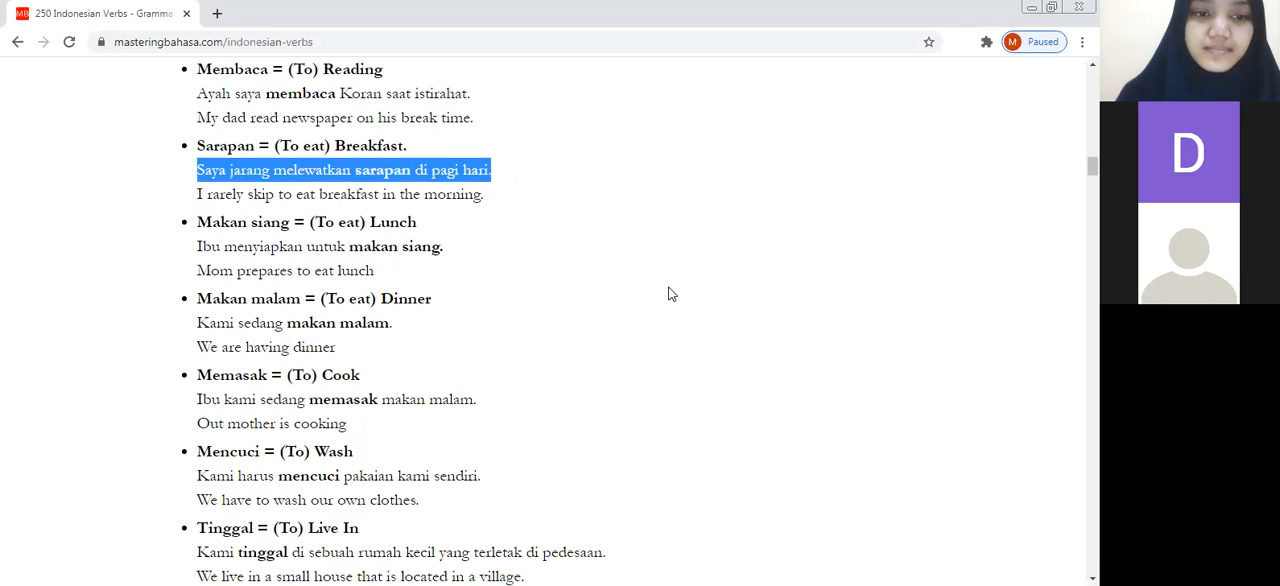 MB 250 Indonesian Verbs - Gramma
masteringbahasa.com/indonesian-verbs
M Paused
Membaca = (To) Reading
Ayah saya membaca Koran saat istirahat.
My dad read newspaper on his break time.
Sarapan = (To eat) Breakfast.
Saya jarang melewatkan sarapan di pagi hari.
I rarely skip to eat breakfast in the morning.
Makan siang = (To eat) Lunch
Ibu menyiapkan untuk makan siang.
Mom prepares to eat lunch
Makan malam = (To eat) Dinner
Kami sedang makan malam.
We are having dinner
Memasak = (To) Cook
Ibu kami sedang memasak makan malam.
Out mother is cooking
Mencuci = (To) Wash
Kami harus mencuci pakaian kami sendiri.
We have to wash our own clothes.
Tinggal = (To) Live In
Kami tinggal di sebuah rumah kecil yang terletak di pedesaan.
We live in a small house that is located in a village.
D